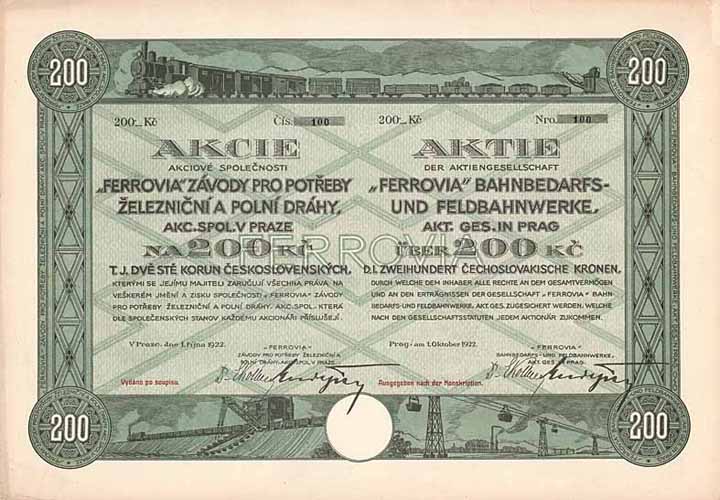 200
200
200.- Kč
Čís. 100
AKCIE
AKCIOVÉ SPOLEČNOSTI
„FERROVIA" ZÁVODY PRO POTŘEBY
ŽELEZNIČNÍ A POLNÍ DRÁHY,
AKC. SPOL. V PRAZE
NA 200 KČ
T. J. DVĚ STĚ KORUN ČESKOSLOVENSKÝCH,
KTERÝMI SE JEJÍMU MAJITELI ZARUČUJÍ VŠECHNA PRÁVA NA
VEŠKERÉM JMĚNÍ A ZISKU SPOLEČNOSTI „FERROVIA" ZÁVODY
PRO POTŘEBY ŽELEZNIČNÍ A POLNÍ DRÁHY, AKC. SPOL. KTERÁ
DLE SPOLEČENSKÝCH STANOV KAŽDÉMU AKCIONÁŘI PŘÍSLUŠEJÍ.
V Praze, dne 1. října 1922.
„FERROVIA"
ZÁVODY PRO POTŘEBY ŽELEZNIČNÍ A
POLNÍ DRÁHY, AKC. SPOL. V PRAZE
Vydáno po soupisu.
200.- Kč
Nro. 100
AKTIE
DER AKTIENGESELLSCHAFT
„FERROVIA" BAHNBEDARFS-
UND FELDBAHNWERKE,
AKT. GES. IN PRAG
ÜBER 200 KČ
D. I. ZWEIHUNDERT ČECHOSLOVAKISCHE KRONEN,
DURCH WELCHE DEM INHABER ALLE RECHTE AN DEM GESAMTVERMÖGEN
UND AN DEN ERTRÄGNISSEN DER GESELLSCHAFT „FERROVIA" BAHN-
BEDARFS-UND FELDBAHNWERKE, AKT. GES. ZUGESICHERT WERDEN, WELCHE
NACH DEN GESELLSCHAFTSSTATUTEN JEDEM AKTIONÄR ZUKOMMEN.
Prag, am 1. Oktober 1922.
„FERROVIA"
BAHNBEDARFS- UND FELDBAHNWERKE,
AKT. GES. IN PRAG
Ausgegeben nach der Konskription.
FERROVIA
200
200